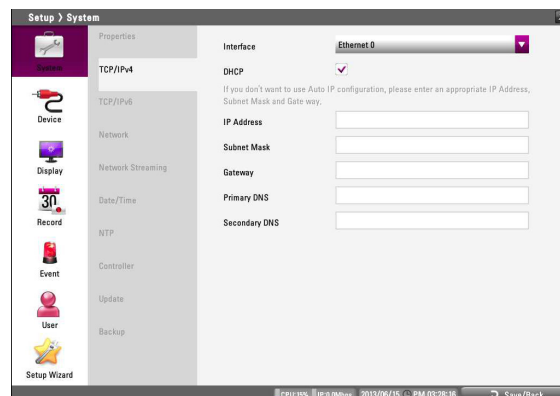 Setup > System
System
Device
Display
30
Record
Event
User
Setup Wizard
Properties
TCP/IPv4
TCP/IPv6
Network
Network Streaming
Date/Time
NTP
Controller
Update
Backup
Interface
Ethernet 0
DHCP
If you don't want to use Auto IP configuration, please enter an appropriate IP Address,
Subnet Mask and Gate way.
IP Address
Subnet Mask
Gateway
Primary DNS
Secondary DNS
CPU:15% IP:0.0Mbps 2013/06/15 PM 03:28:16 Save/Back